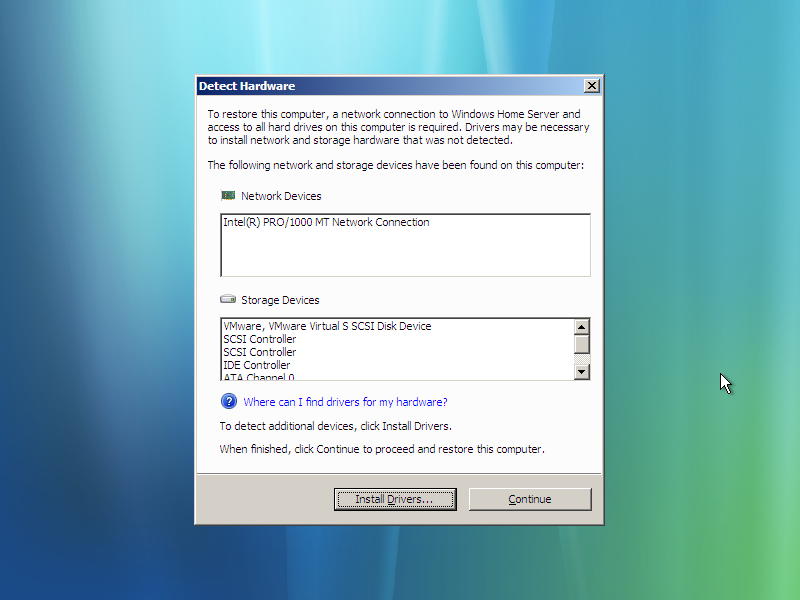 Detect Hardware
To restore this computer, a network connection to Windows Home Server and
access to all hard drives on this computer is required. Drivers may be necessary
to install network and storage hardware that was not detected.
The following network and storage devices have been found on this computer:
Network Devices
Intel(R) PRO/1000 MT Network Connection
Storage Devices
VMware, VMware Virtual S SCSI Disk Device
SCSI Controller
SCSI Controller
IDE Controller
ATA Channel 0
Where can I find drivers for my hardware?
To detect additional devices, click Install Drivers.
When finished, click Continue to proceed and restore this computer.
Install Drivers...
Continue